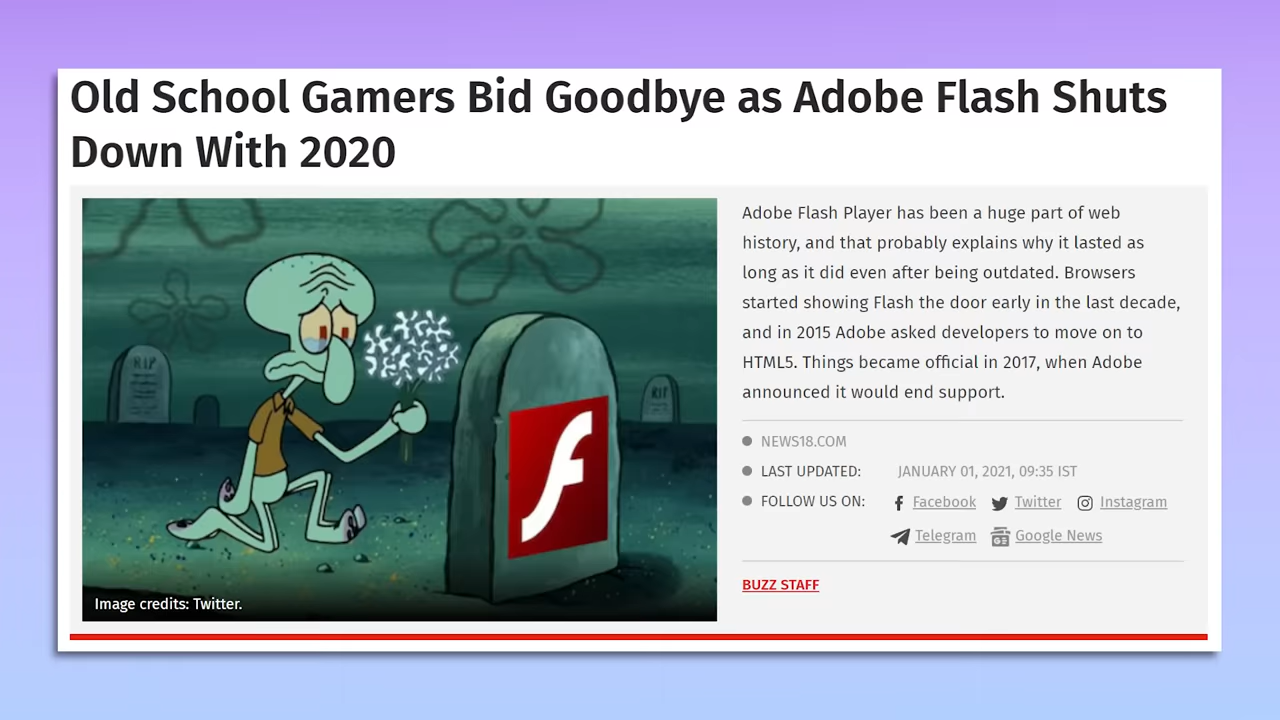 Old School Gamers Bid Goodbye as Adobe Flash Shuts
Down With 2020
RIP
RIP
Image credits: Twitter.
Adobe Flash Player has been a huge part of web
history, and that probably explains why it lasted as
long as it did even after being outdated. Browsers
started showing Flash the door early in the last decade,
and in 2015 Adobe asked developers to move on to
HTML5. Things became official in 2017, when Adobe
announced it would end support.
NEWS18.COM
LAST UPDATED: JANUARY 01, 2021, 09:35 IST
FOLLOW US ON: Facebook Twitter Instagram
Telegram Google News
BUZZ STAFF